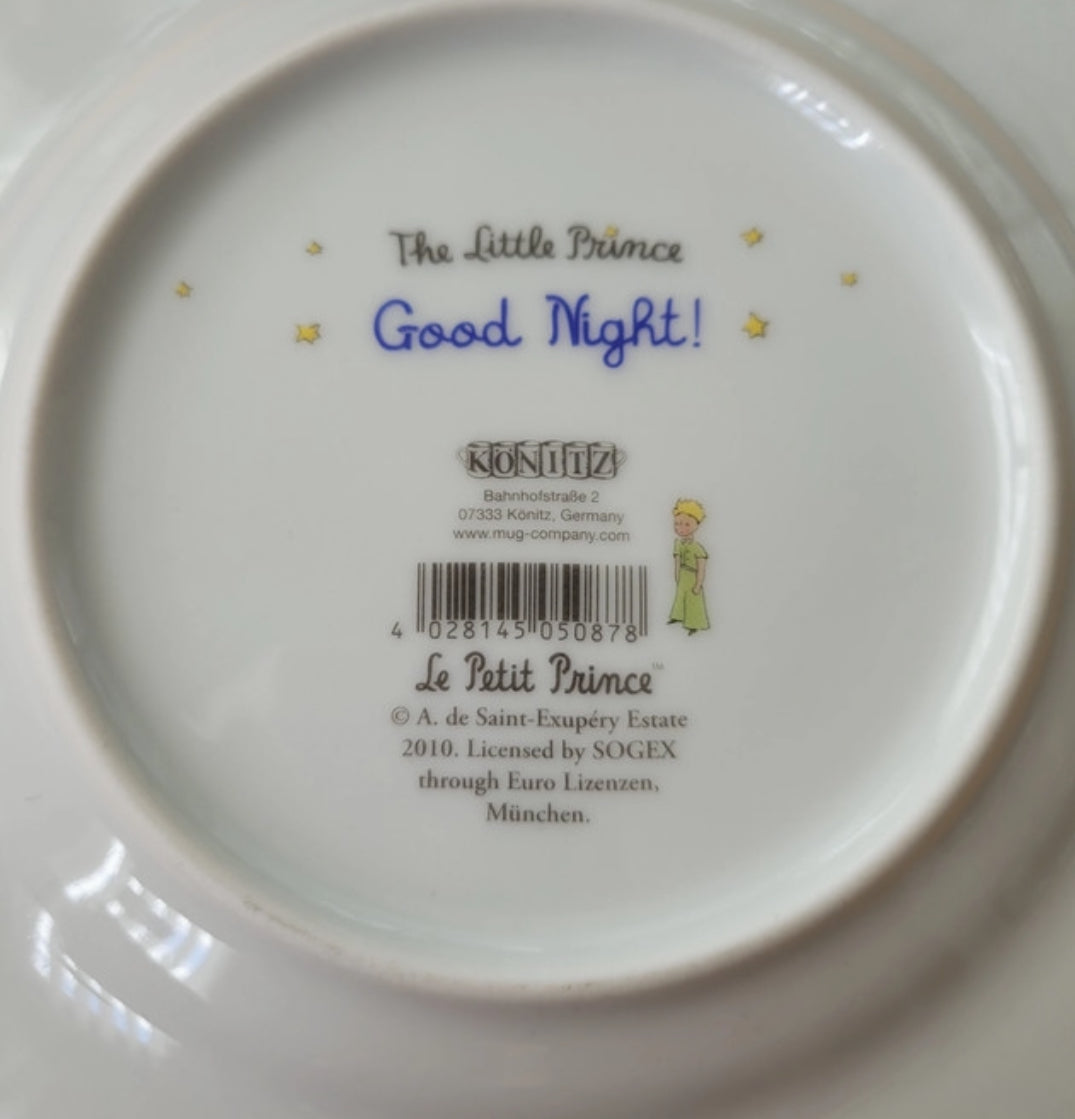 The Little Prince
Good Night!
KÖNITZ
Bahnhofstraße 2
07333 Könitz, Germany
www.mug-company.com
4 028145 050878
Le Petit Prince™
© A. de Saint-Exupéry Estate
2010. Licensed by SOGEX
through Euro Lizenzen,
München.